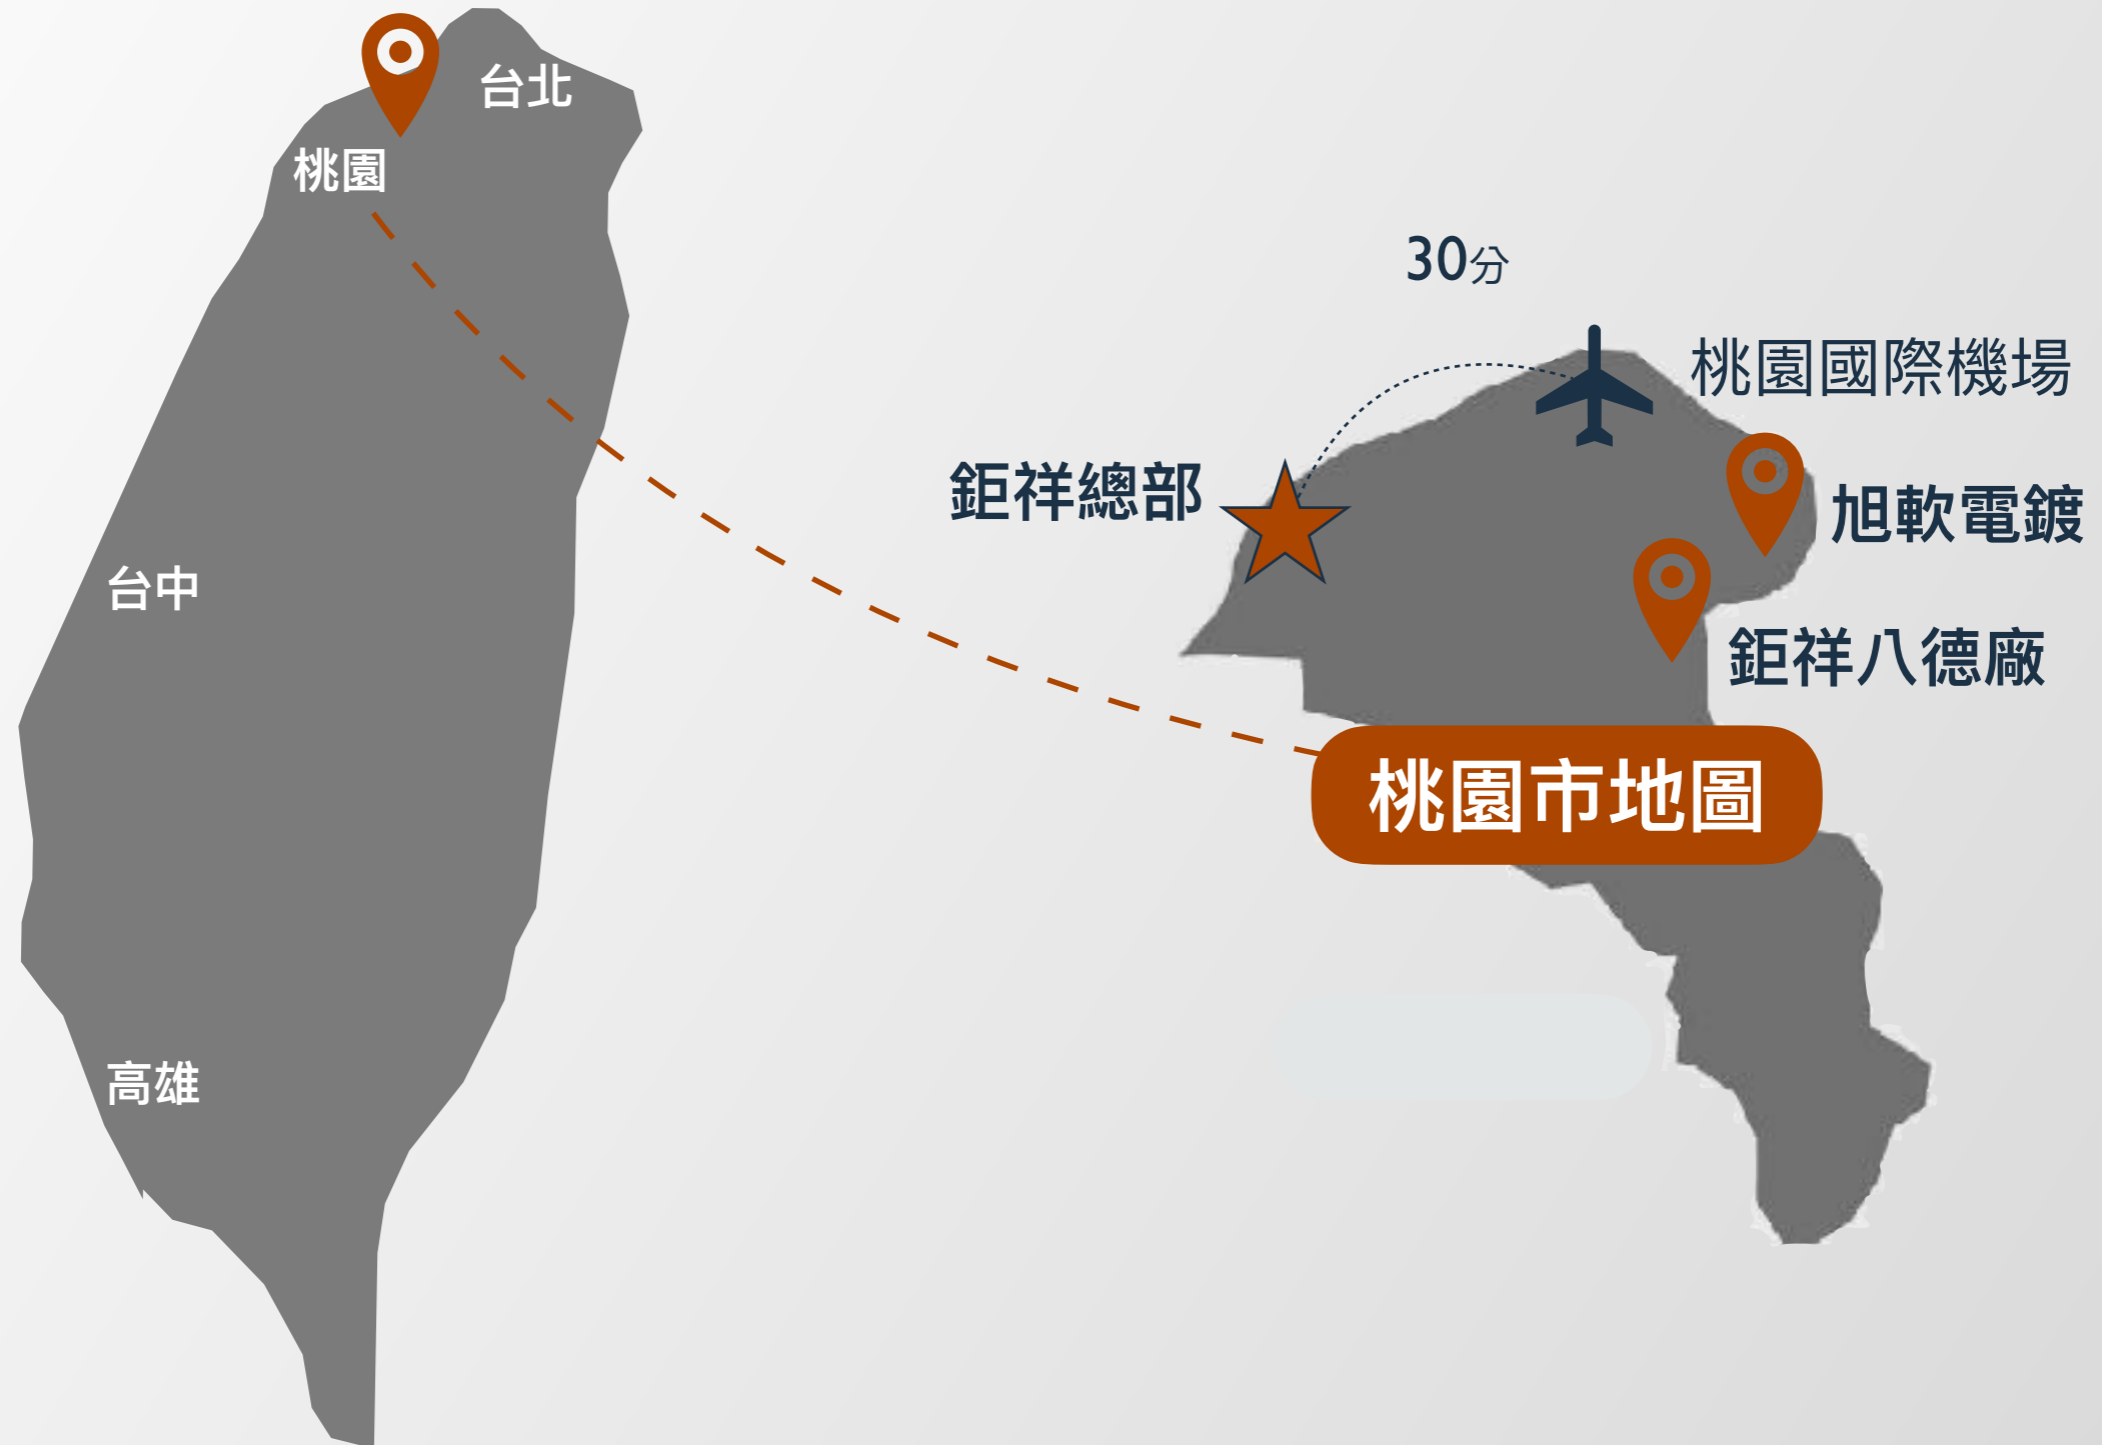 台北
桃園
台中
高雄
30分
桃園國際機場
鉅祥總部
旭軟電鍍
鉅祥八德廠
桃園市地圖